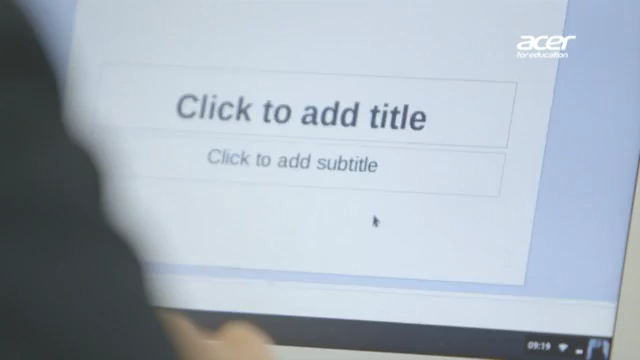 acer
for education
Click to add title
Click to add subtitle
09:19